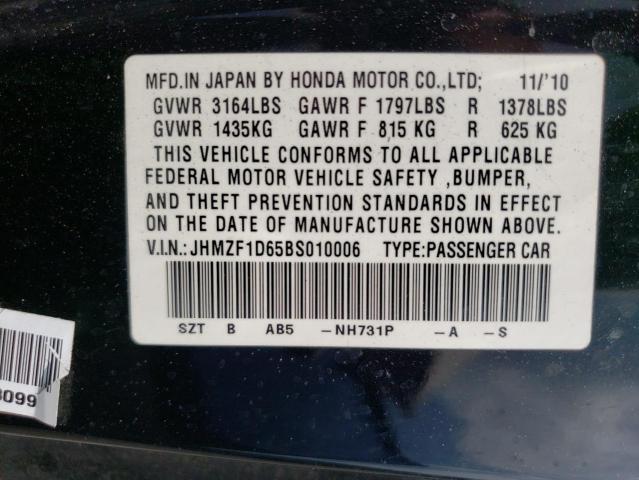 MFD.IN JAPAN BY HONDA MOTOR CO.,LTD; 11/'10
GVWR 3164LBS GAWR F 1797LBS R 1378LBS
GVWR 1435KG GAWR F 815 KG R 625 KG
THIS VEHICLE CONFORMS TO ALL APPLICABLE
FEDERAL MOTOR VEHICLE SAFETY ,BUMPER,
AND THEFT PREVENTION STANDARDS IN EFFECT
ON THE DATE OF MANUFACTURE SHOWN ABOVE.
V.I.N.: JHMZF1D65BS010006 TYPE:PASSENGER CAR
SZT B AB5 -NH731P -A -S